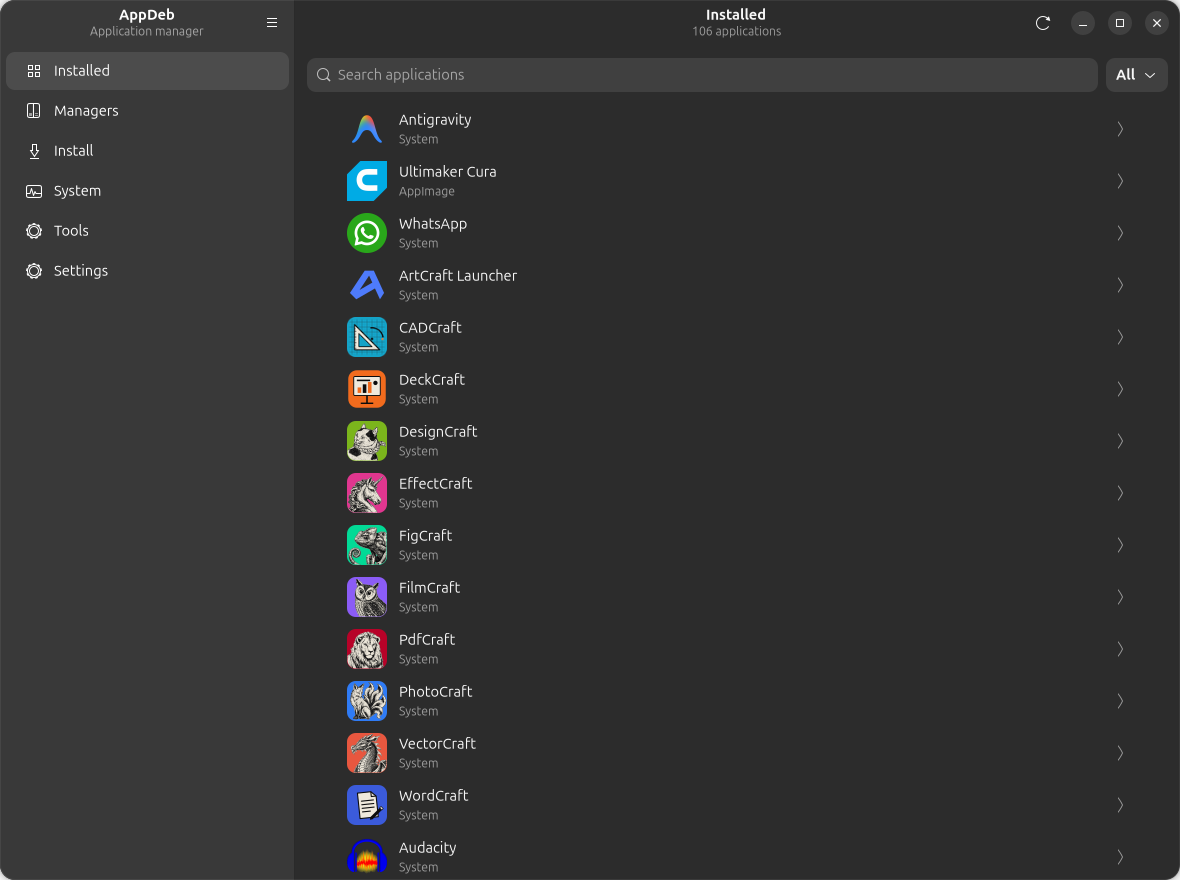 AppDeb
Application manager
Installed
Managers
Install
System
Tools
Settings
Installed
106 applications
Search applications
All
Antigravity
System
Ultimaker Cura
AppImage
WhatsApp
System
ArtCraft Launcher
System
CADCraft
System
DeckCraft
System
DesignCraft
System
EffectCraft
System
FigCraft
System
FilmCraft
System
PdfCraft
System
PhotoCraft
System
VectorCraft
System
WordCraft
System
Audacity
System